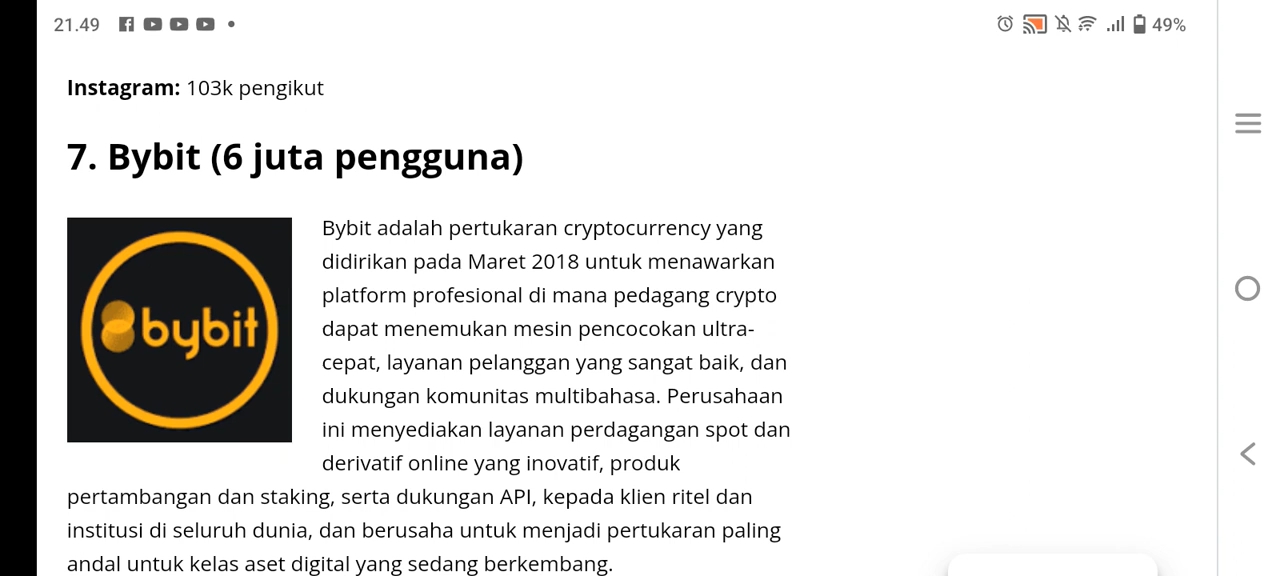 21.49
49%
Instagram: 103k pengikut
7. Bybit (6 juta pengguna)
bybit
Bybit adalah pertukaran cryptocurrency yang
didirikan pada Maret 2018 untuk menawarkan
platform profesional di mana pedagang crypto
dapat menemukan mesin pencocokan ultra-
cepat, layanan pelanggan yang sangat baik, dan
dukungan komunitas multibahasa. Perusahaan
ini menyediakan layanan perdagangan spot dan
derivatif online yang inovatif, produk
pertambangan dan staking, serta dukungan API, kepada klien ritel dan
institusi di seluruh dunia, dan berusaha untuk menjadi pertukaran paling
andal untuk kelas aset digital yang sedang berkembang.